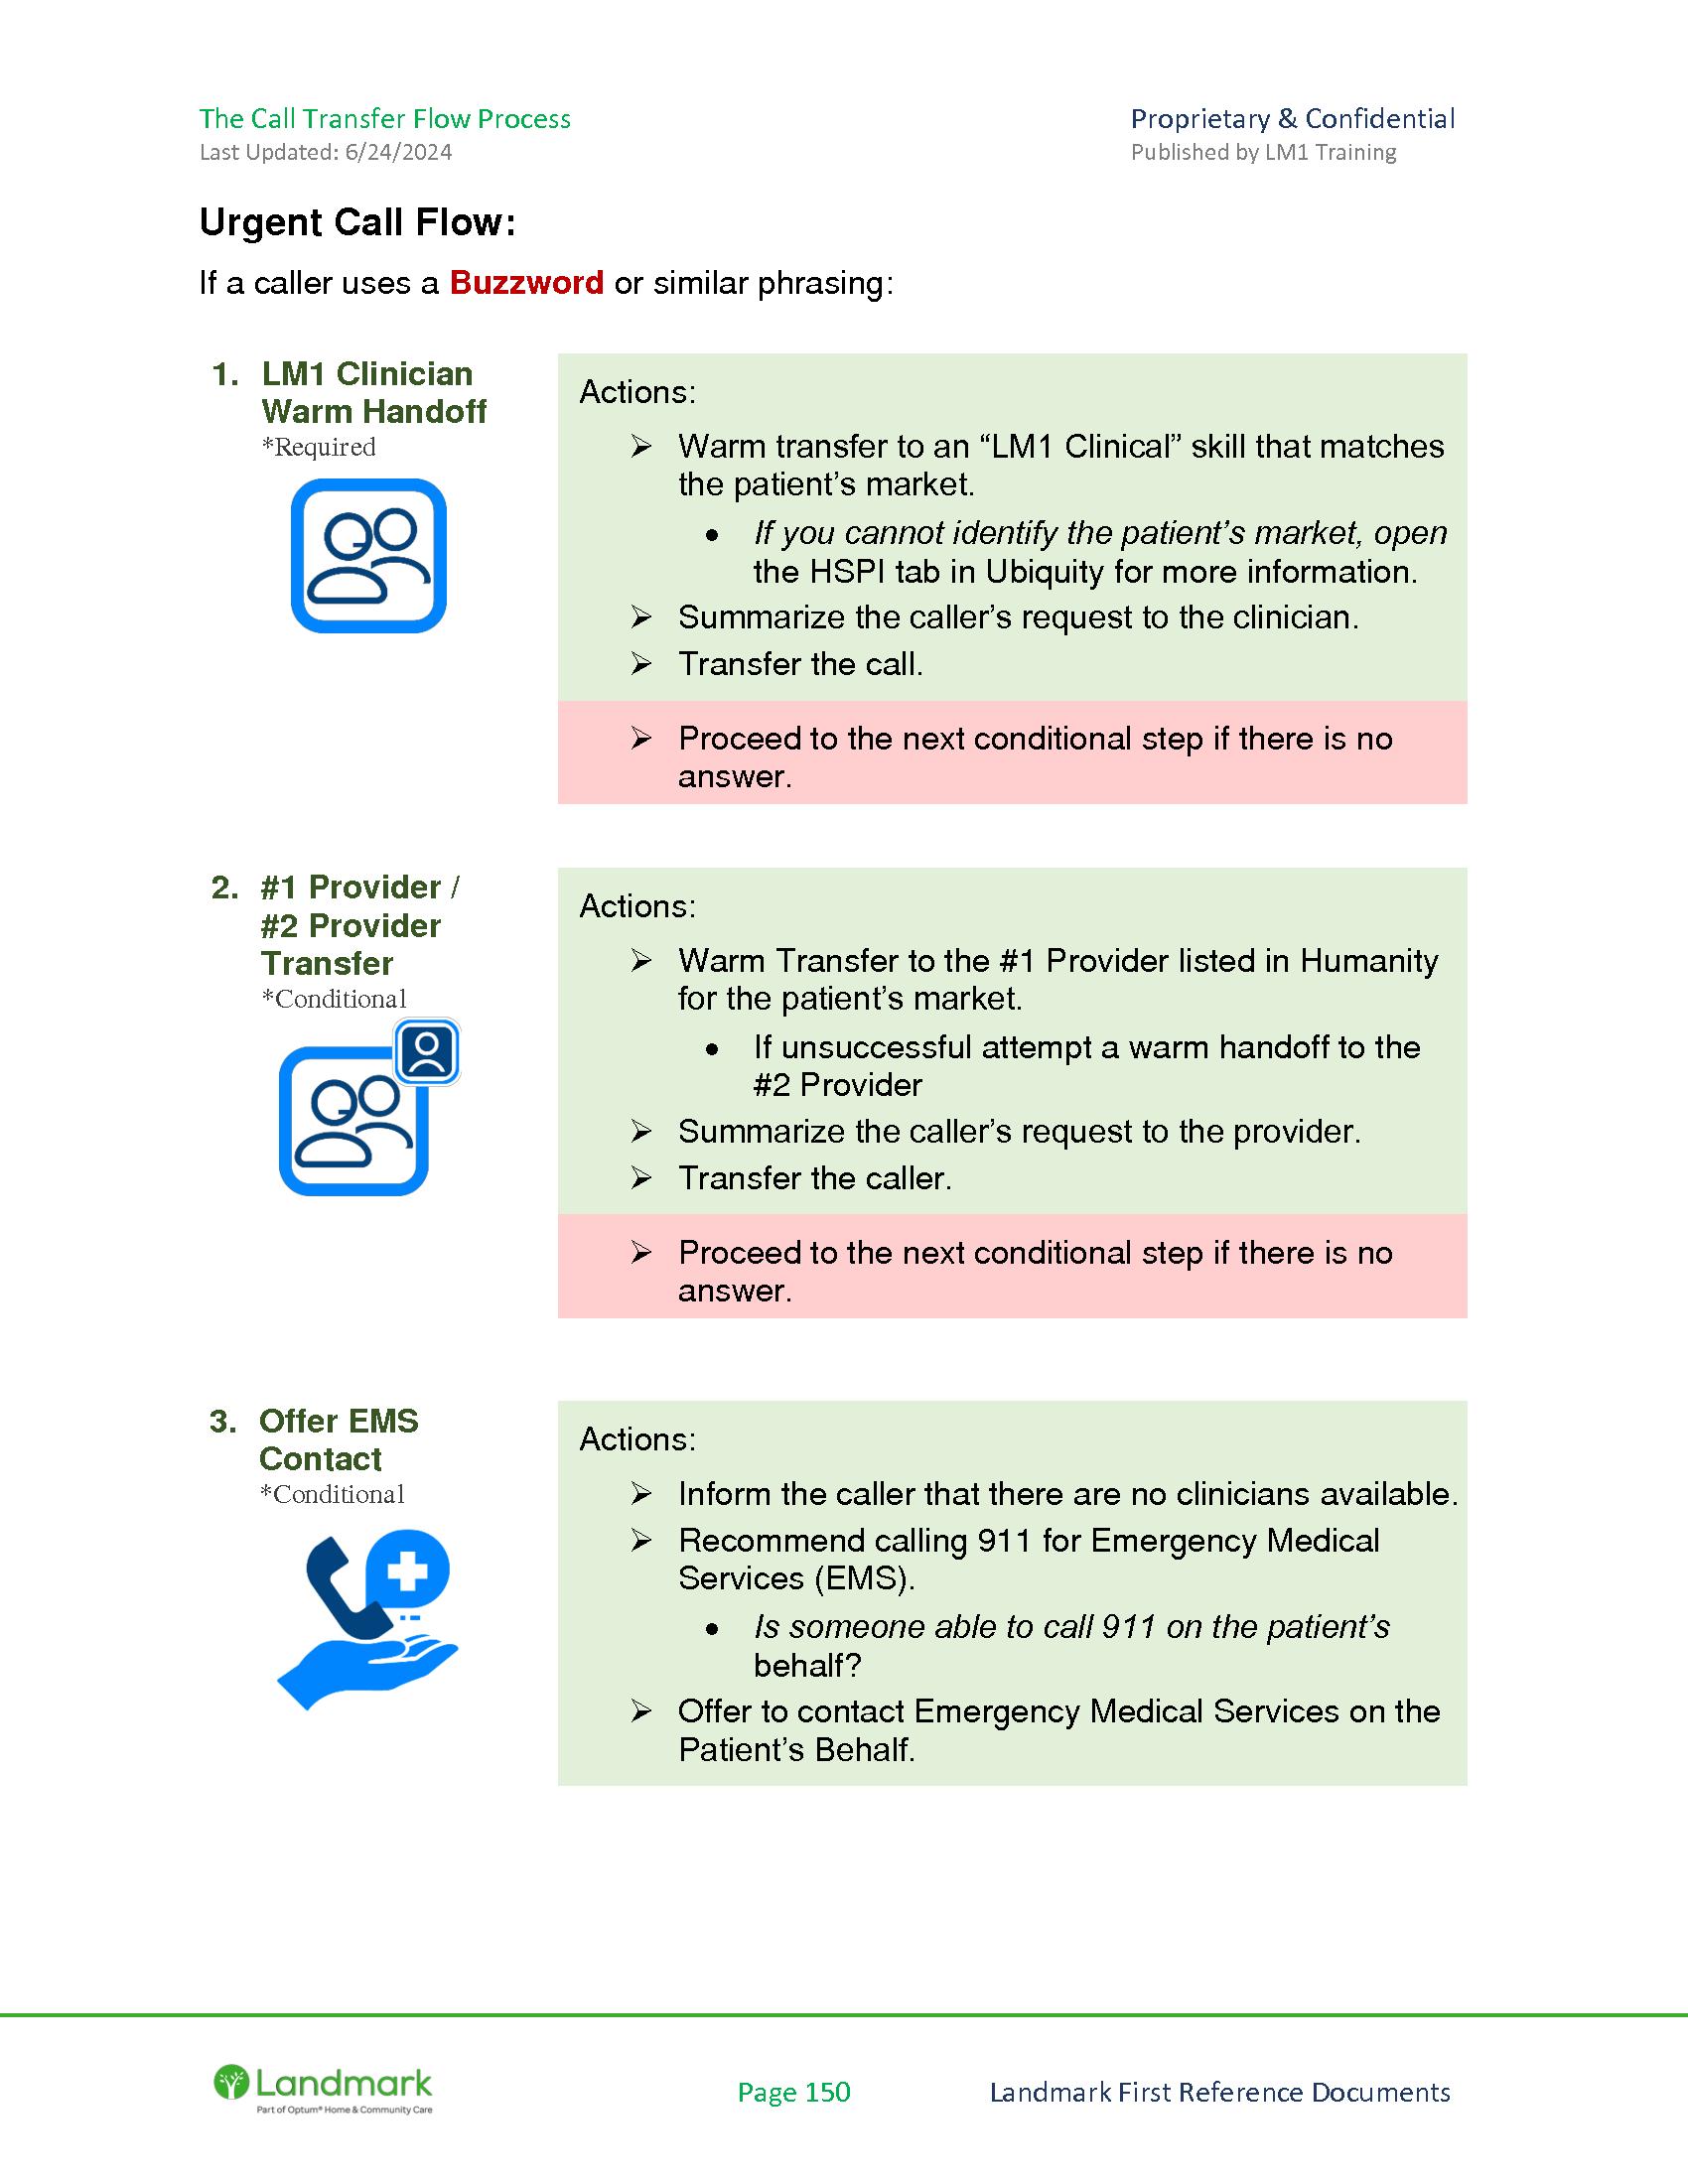 The Call Transfer Flow Process
Proprietary & Confidential
Last Updated: 6/24/2024
Published by LM1 Training
Urgent Call Flow:
If a caller uses a Buzzword or similar phrasing:
1. LM1 Clinician
Warm Handoff
*Required
Actions:
➢ Warm transfer to an “LM1 Clinical” skill that matches
the patient’s market.
• If you cannot identify the patient’s market, open
the HSPI tab in Ubiquity for more information.
➢ Summarize the caller’s request to the clinician.
➢ Transfer the call.
➢ Proceed to the next conditional step if there is no
answer.
2. #1 Provider /
#2 Provider
Transfer
*Conditional
Actions:
➢ Warm Transfer to the #1 Provider listed in Humanity
for the patient’s market.
• If unsuccessful attempt a warm handoff to the
#2 Provider
➢ Summarize the caller’s request to the provider.
➢ Transfer the caller.
➢ Proceed to the next conditional step if there is no
answer.
3. Offer EMS
Contact
*Conditional
Actions:
➢ Inform the caller that there are no clinicians available.
➢ Recommend calling 911 for Emergency Medical
Services (EMS).
• Is someone able to call 911 on the patient’s
behalf?
➢ Offer to contact Emergency Medical Services on the
Patient’s Behalf.
Landmark
Part of Optum® Home & Community Care
Page 150
Landmark First Reference Documents